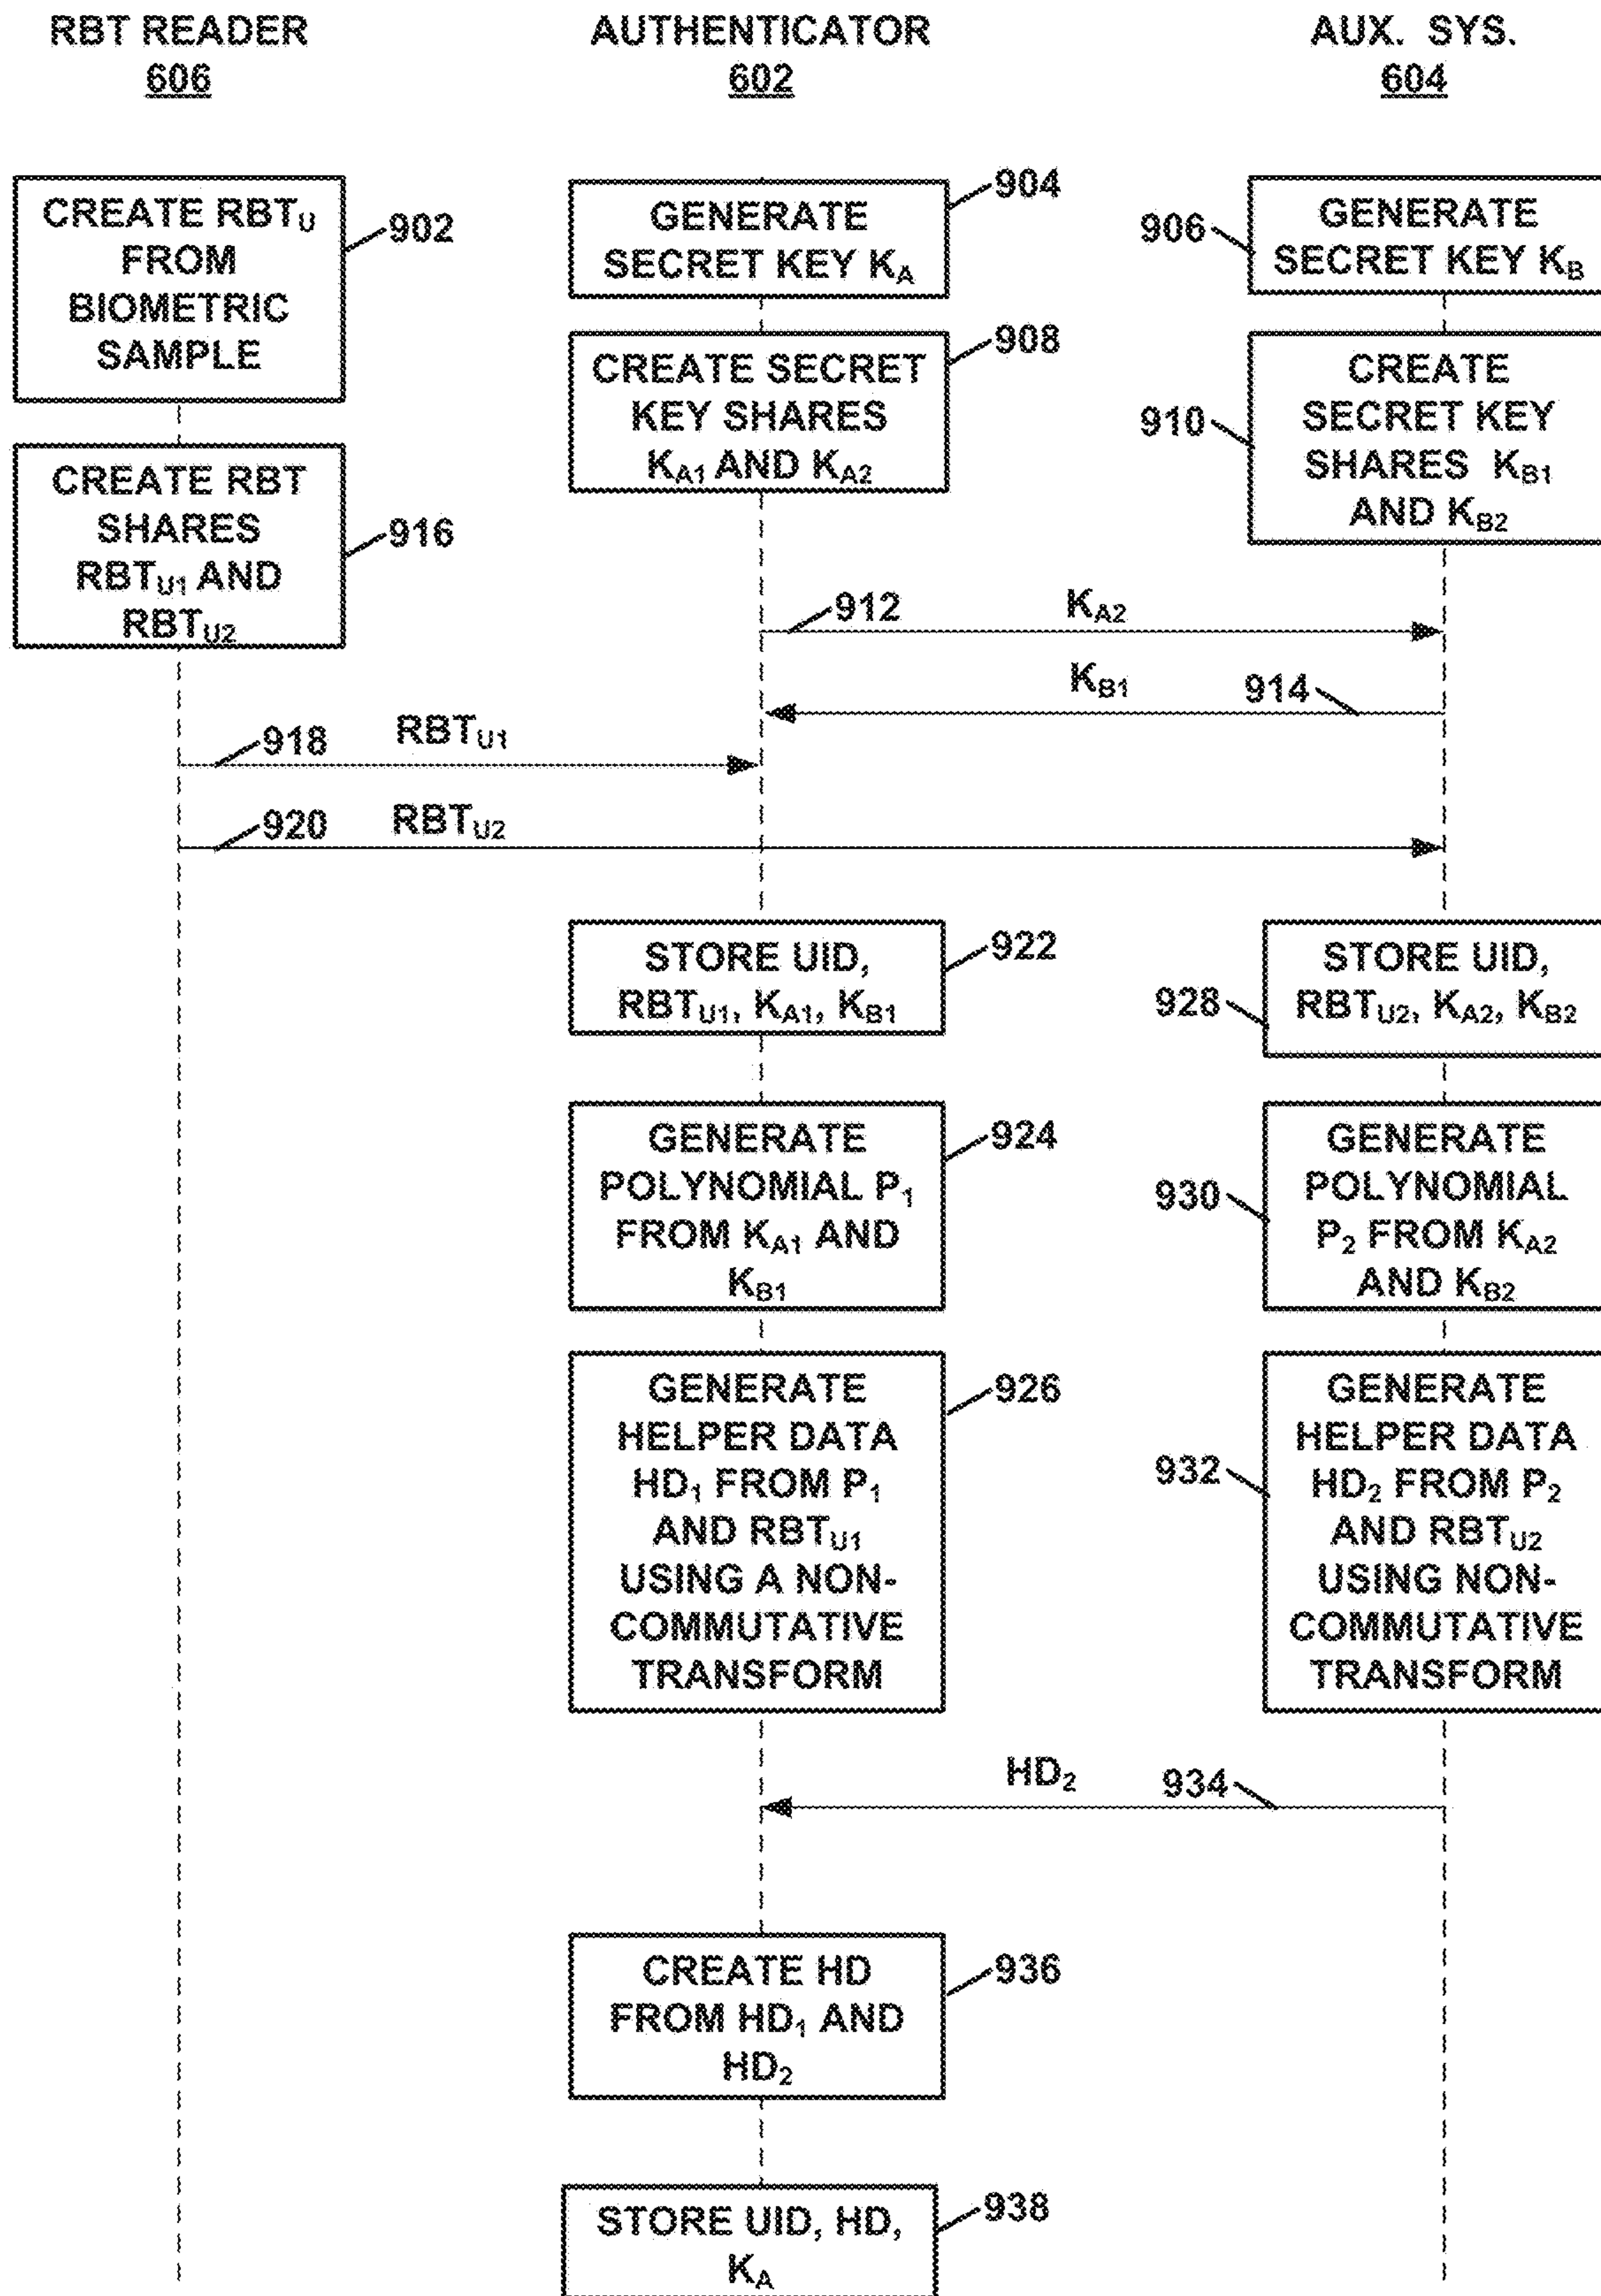 RBT READER
606
AUTHENTICATOR
602
AUX. SYS.
604
CREATE RBTU
FROM
BIOMETRIC
SAMPLE
902
GENERATE
SECRET KEY KA
904
906
GENERATE
SECRET KEY KB
CREATE SECRET
KEY SHARES
KA1 AND KA2
908
910
CREATE
SECRET KEY
SHARES KB1
AND KB2
CREATE RBT
SHARES
RBTU1 AND
RBTU2
916
912
KA2
KB1
914
918
RBTU1
920
RBTU2
STORE UID,
RBTU1, KA1, KB1
922
928
STORE UID,
RBTU2, KA2, KB2
GENERATE
POLYNOMIAL P1
FROM KA1 AND
KB1
924
930
GENERATE
POLYNOMIAL
P2 FROM KA2
AND KB2
GENERATE
HELPER DATA
HD1 FROM P1
AND RBTU1
USING A NON-
COMMUTATIVE
TRANSFORM
926
932
GENERATE
HELPER DATA
HD2 FROM P2
AND RBTU2
USING NON-
COMMUTATIVE
TRANSFORM
HD2
934
CREATE HD
FROM HD1 AND
HD2
936
STORE UID, HD,
KA
938